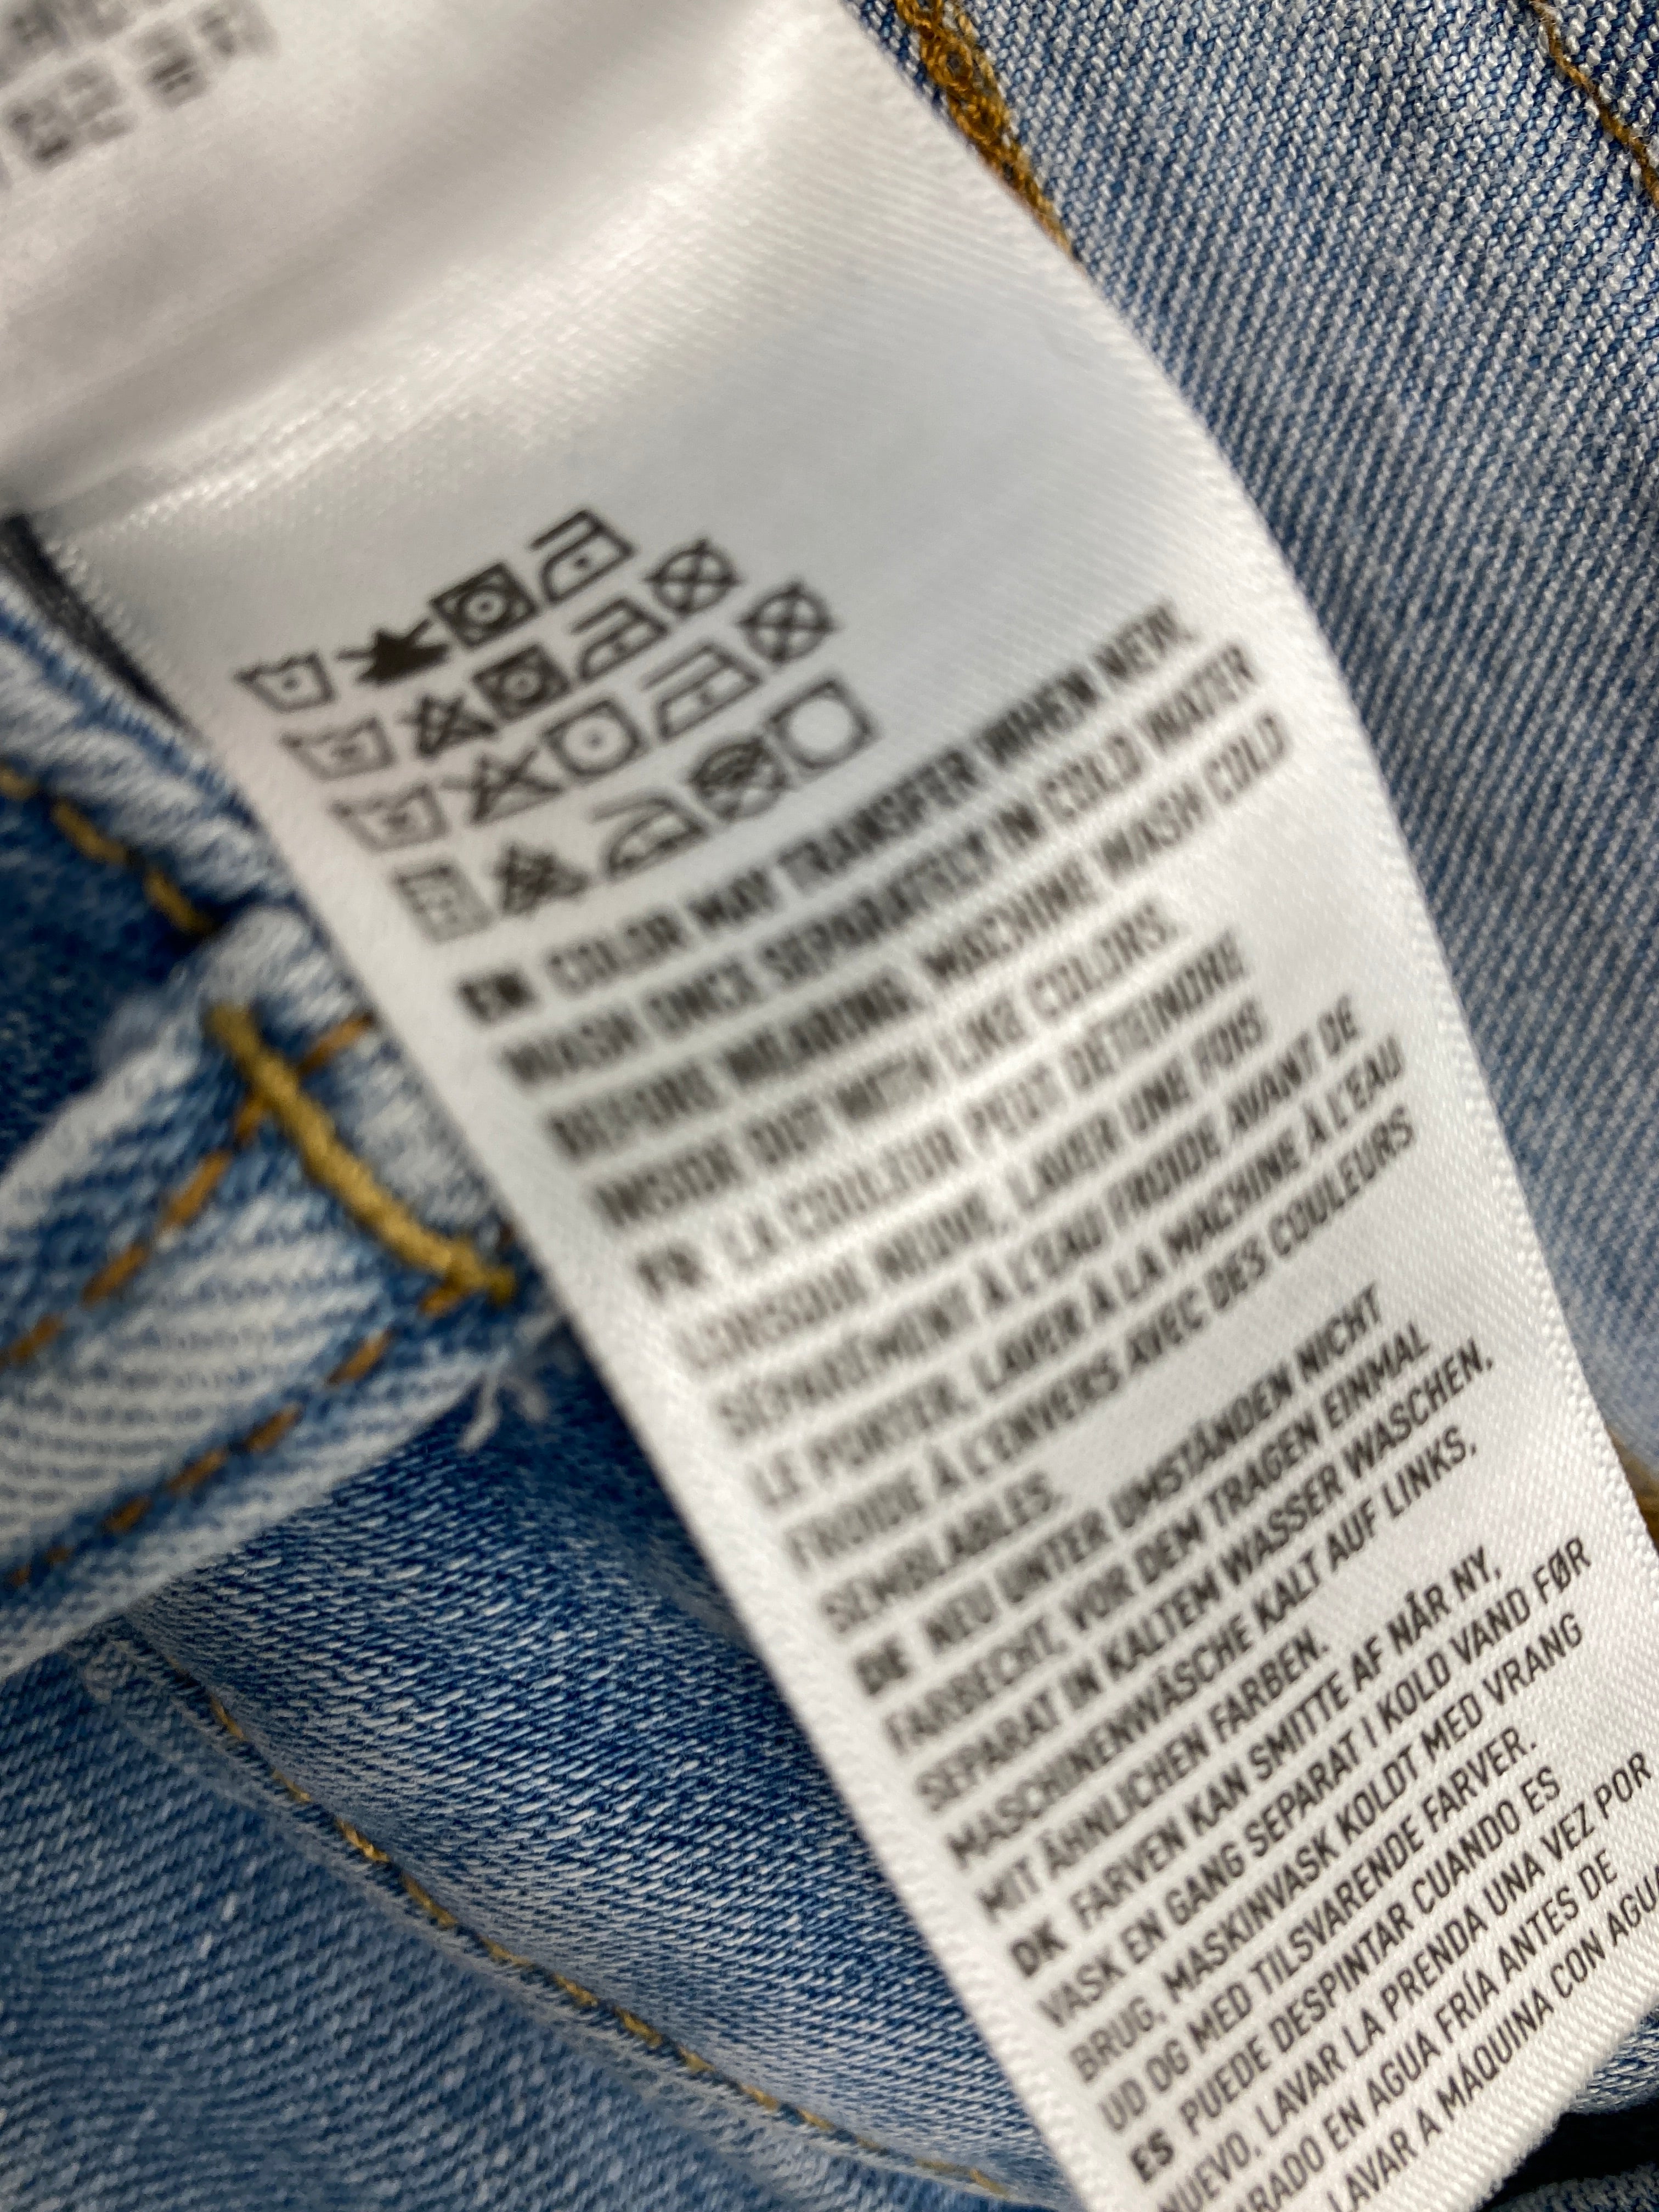 EN COLOR MAY TRANSFER WHEN NEW,
WASH ONCE SEPARATELY IN COLD WATER
BEFORE WEARING, MACHINE WASH COLD
INSIDE OUT WITH LIKE COLORS.
FR LA COULEUR PEUT DÉTEINDRE
LORSQUE NEUVE, LAVER UNE FOIS
SÉPARÉMENT À L'EAU FROIDE AVANT DE
LE PORTER, LAVER À LA MACHINE À L'EAU
FROIDE À L'ENVERS AVEC DES COULEURS
SEMBLABLES.
DE NEU UNTER UMSTÄNDEN NICHT
FARBECHT, VOR DEM TRAGEN EINMAL
SEPARAT IN KALTEM WASSER WASCHEN,
MASCHINENWÄSCHE KALT AUF LINKS,
MIT ÄHNLICHEN FARBEN.
DK FARVEN KAN SMITTE AF NÅR NY,
VASK EN GANG SEPARAT I KOLD VAND FØR
BRUG, MASKINVASK KOLDT MED VRANG
UD OG MED TILSVARENDE FARVER.
ES PUEDE DESPINTAR CUANDO ES
NUEVO, LAVAR LA PRENDA UNA VEZ POR
EN AGUA FRÍA ANTES DE
LAVAR A MÁQUINA CON